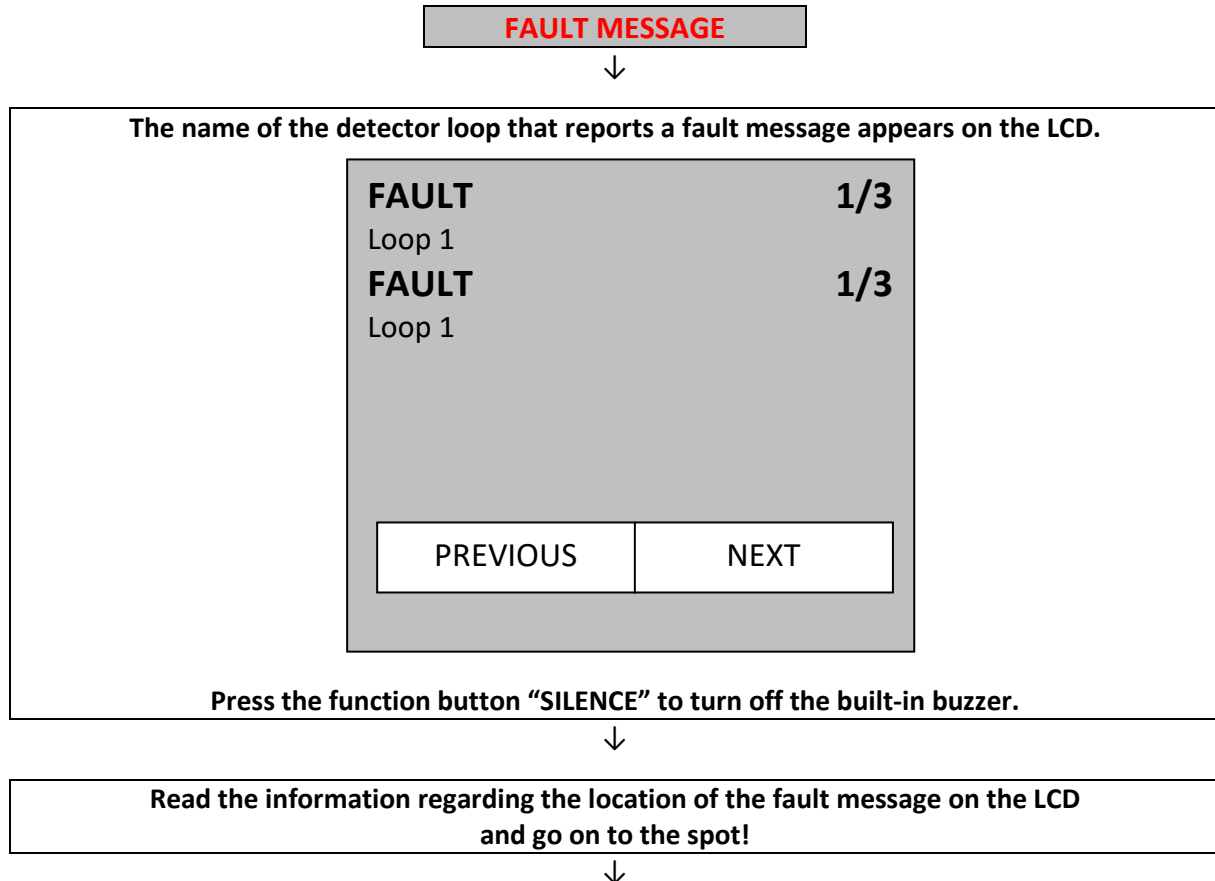 FAULT MESSAGE
↓
The name of the detector loop that reports a fault message appears on the LCD.
FAULT 1/3
Loop 1
FAULT 1/3
Loop 1
PREVIOUS NEXT
Press the function button “SILENCE” to turn off the built-in buzzer.
↓
Read the information regarding the location of the fault message on the LCD
and go on to the spot!
↓